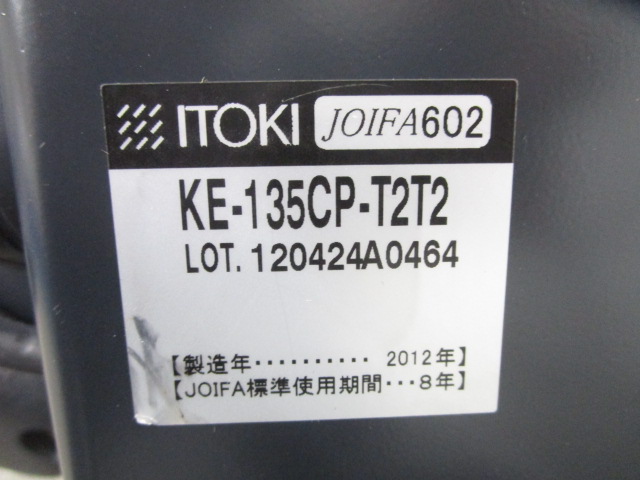 ITOKI JOIFA602
KE-135CP-T2T2
LOT. 120424A0464
【製造年·········· 2012年】
【JOIFA標準使用期間···8年】